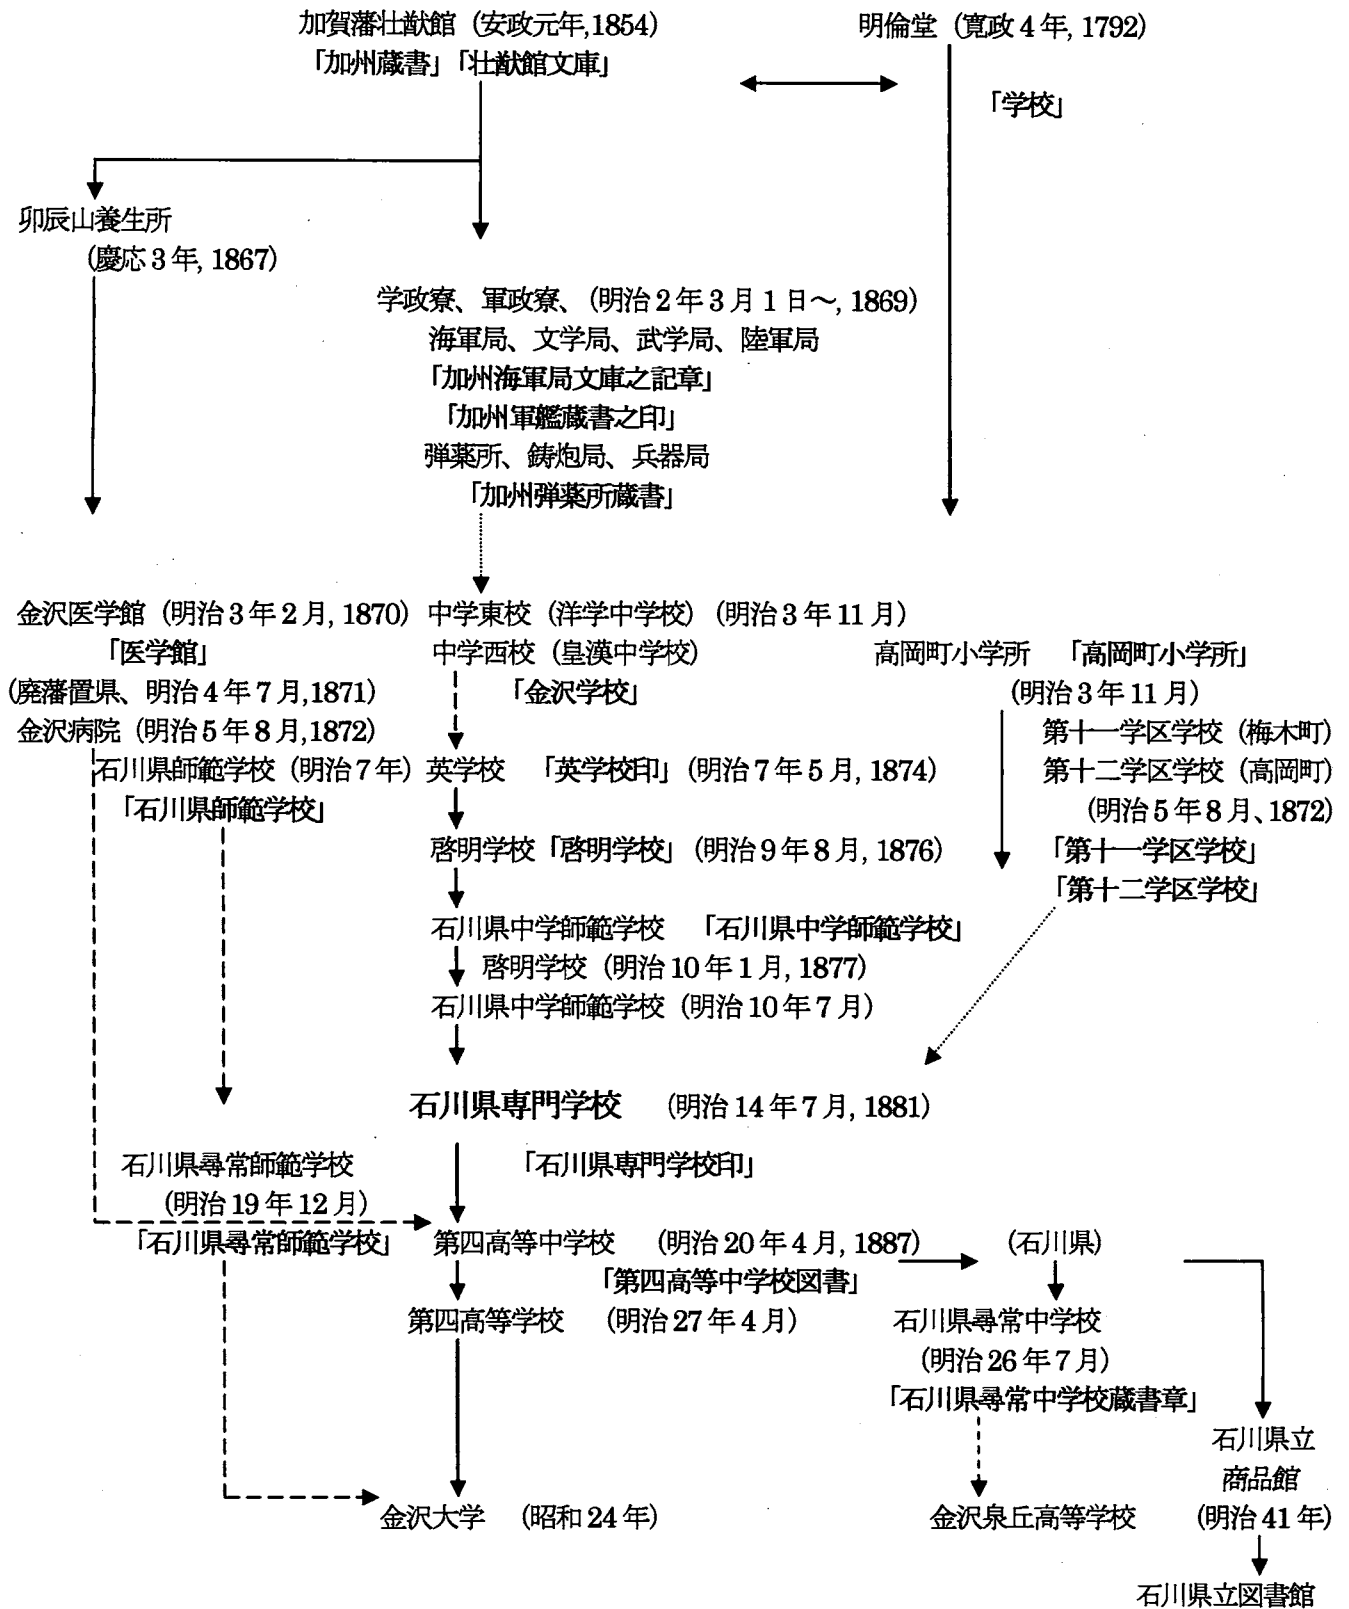 加賀藩壮猷館（安政元年,1854）
「加州蔵書」「壮猷館文庫」
明倫堂（寛政4年, 1792）
「学校」
卯辰山養生所
（慶応3年, 1867）
学政寮、軍政寮、（明治2年3月1日～, 1869）
海軍局、文学局、武学局、陸軍局
「加州海軍局文庫之記章」
「加州軍艦蔵書之印」
弾薬所、鋳炮局、兵器局
「加州弾薬所蔵書」
金沢医学館（明治3年2月, 1870）
「医学館」
（廃藩置県、明治4年7月,1871）
金沢病院（明治5年8月,1872）
石川県師範学校（明治7年）
「石川県師範学校」
中学東校（洋学中学校）（明治3年11月）
中学西校（皇漢中学校）
「金沢学校」
英学校　「英学校印」（明治7年5月, 1874）
啓明学校「啓明学校」（明治9年8月, 1876）
石川県中学師範学校　「石川県中学師範学校」
啓明学校（明治10年1月, 1877）
石川県中学師範学校（明治10年7月）
高岡町小学所　「高岡町小学所」
（明治3年11月）
第十一学区学校（梅木町）
第十二学区学校（高岡町）
（明治5年8月、1872）
「第十一学区学校」
「第十二学区学校」
石川県専門学校　（明治14年7月, 1881）
「石川県専門学校印」
石川県尋常師範学校
（明治19年12月）
「石川県尋常師範学校」
第四高等中学校　（明治20年4月, 1887）
「第四高等中学校図書」
第四高等学校　（明治27年4月）
（石川県）
石川県尋常中学校
（明治26年7月）
「石川県尋常中学校蔵書章」
石川県立
商品館
（明治41年）
金沢大学　（昭和24年）
金沢泉丘高等学校
石川県立図書館